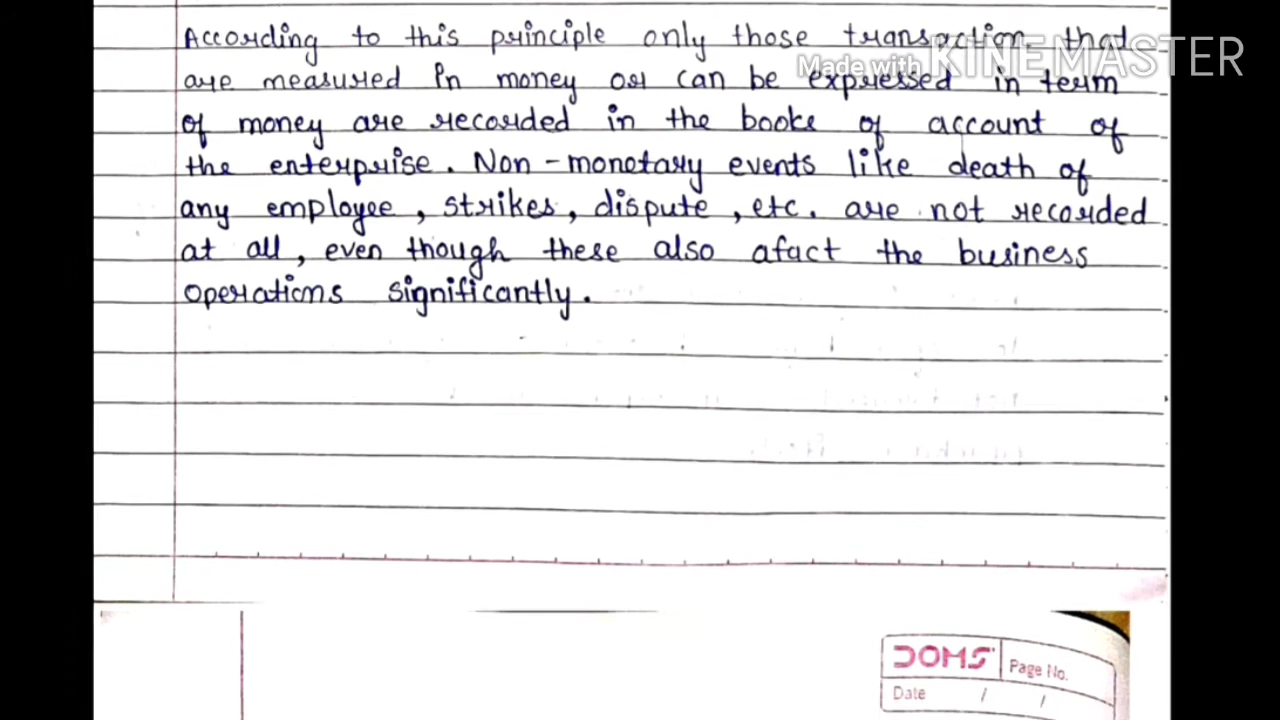 According to this principle only those transaction that
Made with KINEMASTER
are measured in money or can be expressed in term
of money are recorded in the books of account of
the enterprise. Non-monetary events like death of
any employee, strikes, dispute, etc. are not recorded
at all, even though these also afact the business
operations significantly.
DOMS Page No.
Date / /